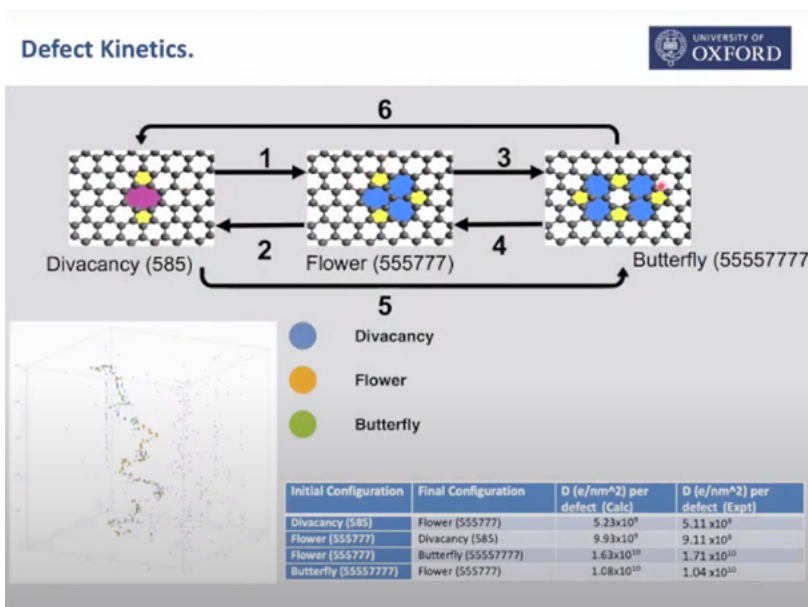 Defect Kinetics.
UNIVERSITY OF
OXFORD
6
1
3
2
4
Divacancy (585)
Flower (555777)
Butterfly (55557777
5
Divacancy
Flower
Butterfly
Initial Configuration
Final Configuration
D (e/nm^2) per
defect (Calc)
D (e/nm^2) per
defect (Expt)
Divacancy (585)
Flower (555777)
5.23x10⁹
5.11 x10⁹
Flower (555777)
Divacancy (585)
9.93x10⁹
9.11 x10⁹
Flower (555777)
Butterfly (55557777)
1.63x10¹⁰
1.71 x10¹⁰
Butterfly (55557777)
Flower (555777)
1.08x10¹⁰
1.04 x10¹⁰